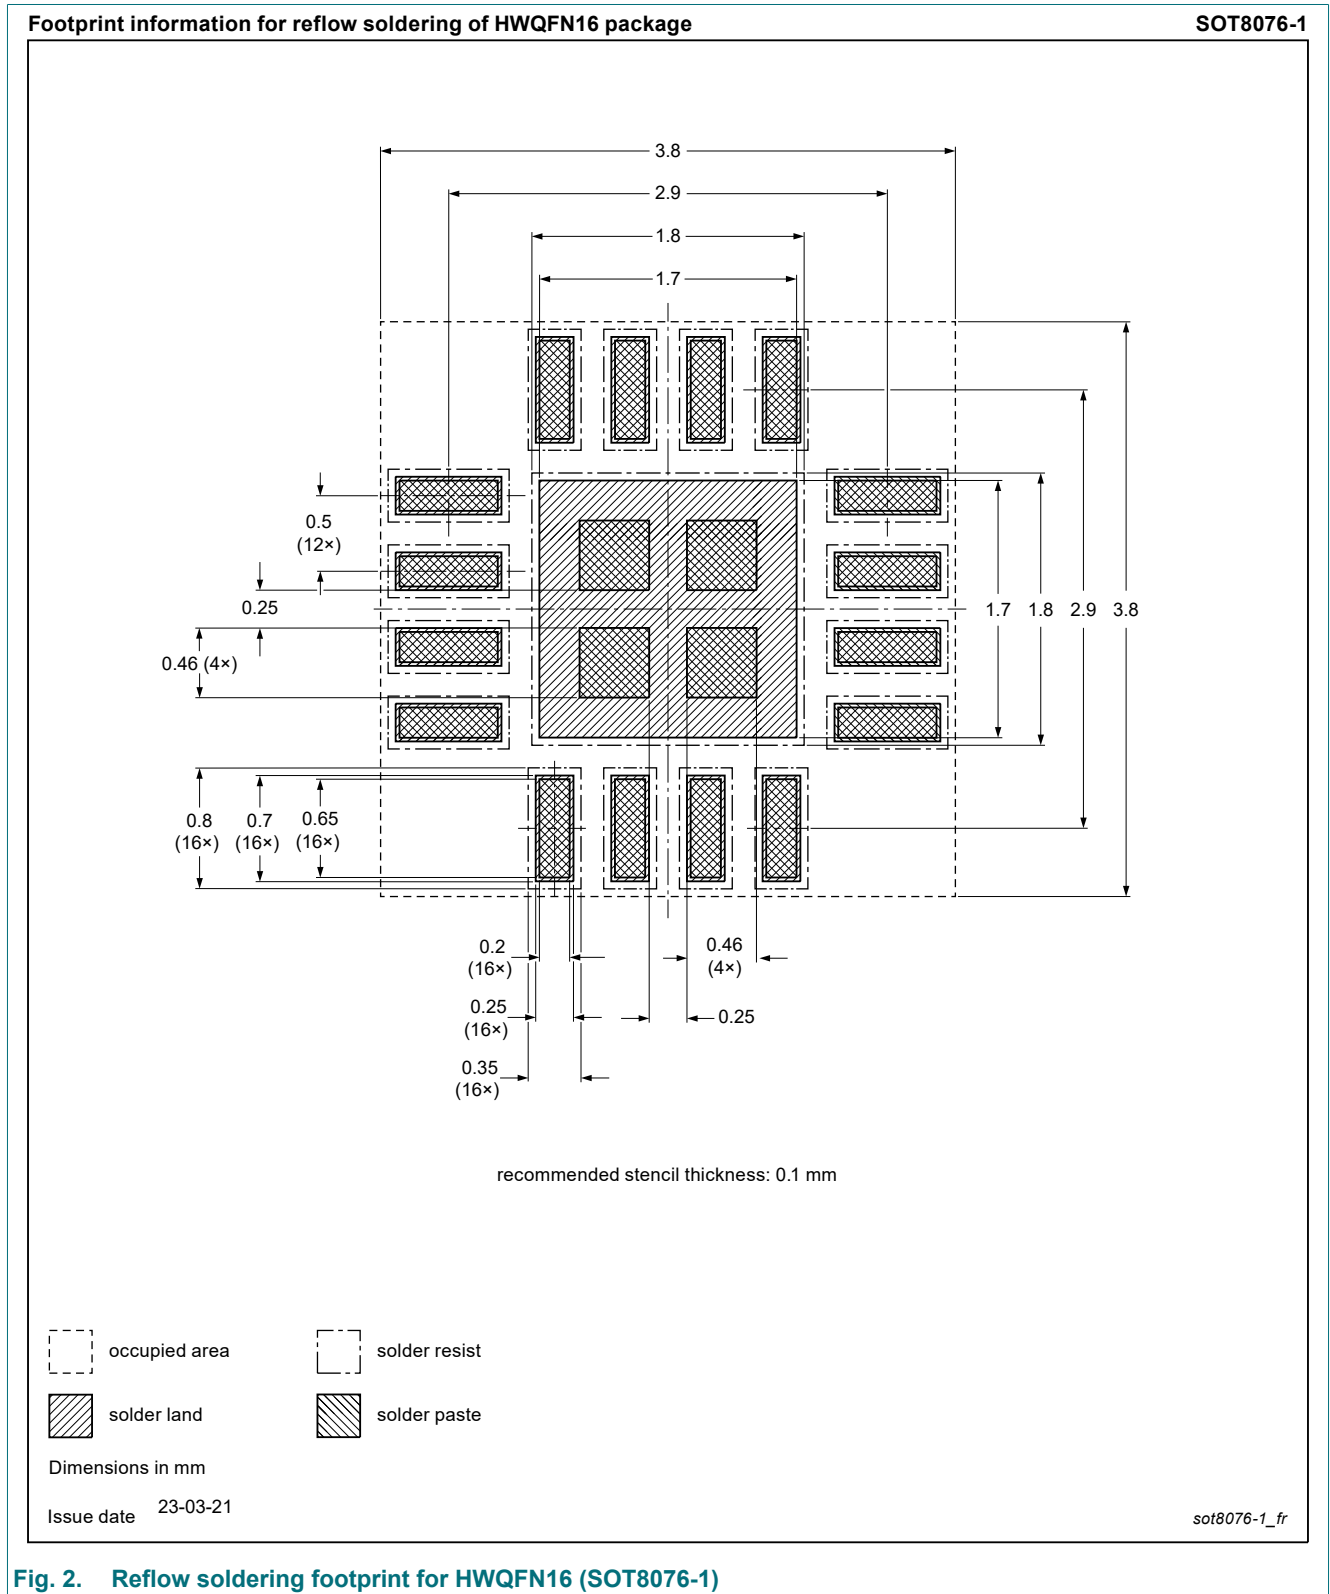 Footprint information for reflow soldering of HWQFN16 package SOT8076-1
3.8
2.9
1.8
1.7
0.5
(12×)
0.25
0.46 (4×)
1.7 1.8 2.9 3.8
0.8
(16×)
0.7
(16×)
0.65
(16×)
0.2
(16×)
0.46
(4×)
0.25
(16×)
0.25
0.35
(16×)
recommended stencil thickness: 0.1 mm
occupied area
solder resist
solder land
solder paste
Dimensions in mm
Issue date 23-03-21
sot8076-1_fr
Fig. 2. Reflow soldering footprint for HWQFN16 (SOT8076-1)